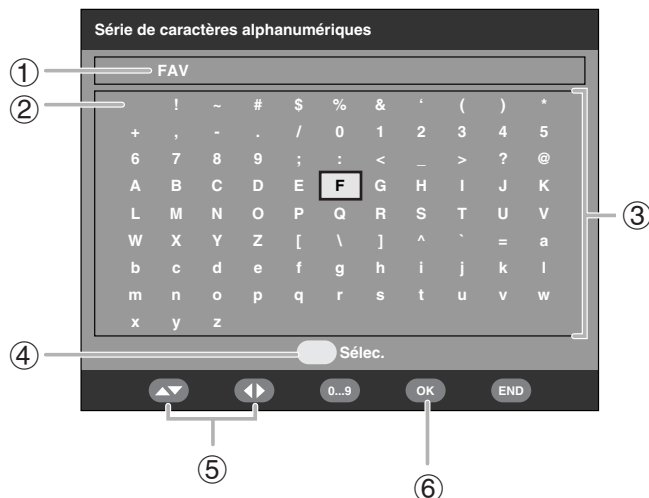 Série de caractères alphanumériques
① FAV
② ! ~ # $ % & ‘ ( ) *
+ , - . / 0 1 2 3 4 5
6 7 8 9 ; : < _ > ? @
A B C D E F G H I J K
L M N O P Q R S T U V
③
W X Y Z [ \ ] ^ ` = a
b c d e f g h i j k l
m n o p q r s t u v w
x y z
④ Sélec.
0...9 OK END
⑤ ⑥